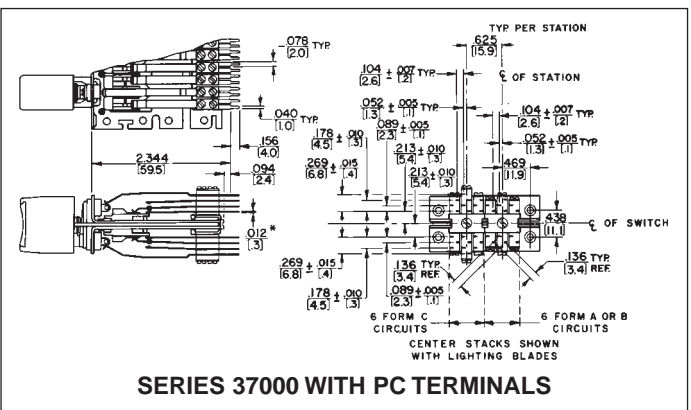 TYP. PER STATION
.625
[15.9]
.078 TYP.
[2.0]
.104 ± .007 TYP.
[2.6] [.2]
℄ OF STATION
.052 ± .005 TYP.
[1.3] [.1]
.104 ± .007
[2.6] [.2]
.040 TYP.
[1.0]
.089 ± .005
[2.3] [.1]
.156
[4.0]
.178 ± .010
[4.5] [.3]
.052 ± .005 TYP.
[1.3] [.1]
2.344
[59.5]
.213 ± .010
[5.4] [.3]
.469
[11.9]
.094
[2.4]
.269 ± .015
[6.8] [.4]
.213 ± .010
[5.4] [.3]
.438
[11.1]
℄ OF SWITCH
.012 *
[.3]
.269 ± .015
[6.8] [.4]
.136 TYP.
[3.4] REF.
.136 TYP.
[3.4] REF.
.178 ± .010
[4.5] [.3]
.089 ± .005
[2.3] [.1]
6 FORM C
CIRCUITS
6 FORM A OR B
CIRCUITS
CENTER STACKS SHOWN
WITH LIGHTING BLADES
SERIES 37000 WITH PC TERMINALS